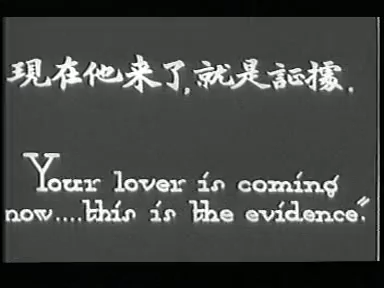 現在他来了，就是証據．
Your lover is coming
now....this is the evidence."